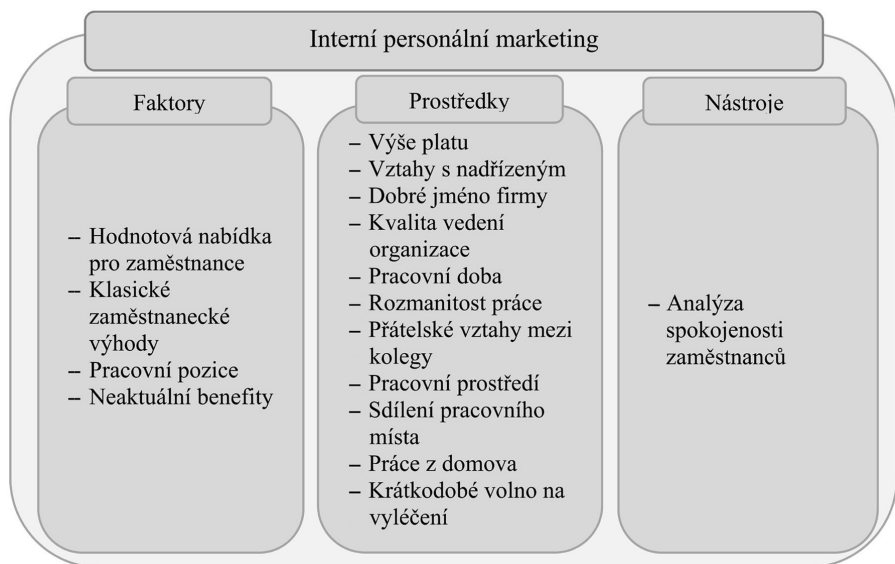 Interní personální marketing
Faktory
– Hodnotová nabídka
pro zaměstnance
– Klasické
zaměstnanecké
výhody
– Pracovní pozice
– Neaktuální benefity
Prostředky
– Výše platu
– Vztahy s nadřízeným
– Dobré jméno firmy
– Kvalita vedení
organizace
– Pracovní doba
– Rozmanitost práce
– Přátelské vztahy mezi
kolegy
– Pracovní prostředí
– Sdílení pracovního
místa
– Práce z domova
– Krátkodobé volno na
vyléčení
Nástroje
– Analýza
spokojenosti
zaměstnanců